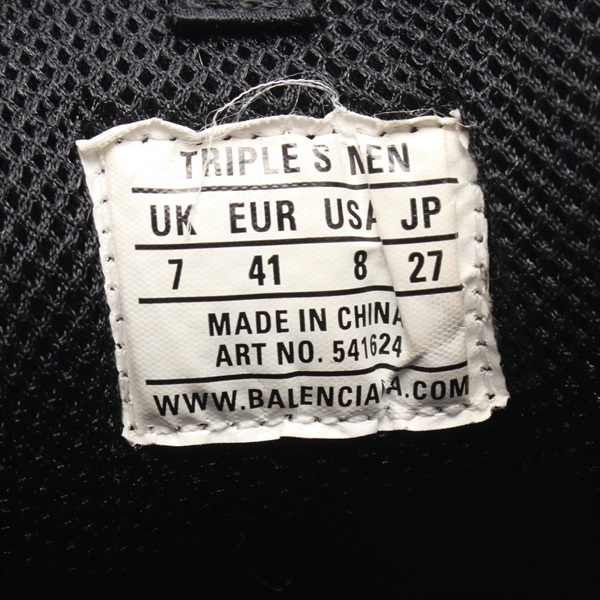 TRIPLE S MEN
UK EUR USA JP
7 41 8 27
MADE IN CHINA
ART NO. 541624
WWW.BALENCIAGA.COM